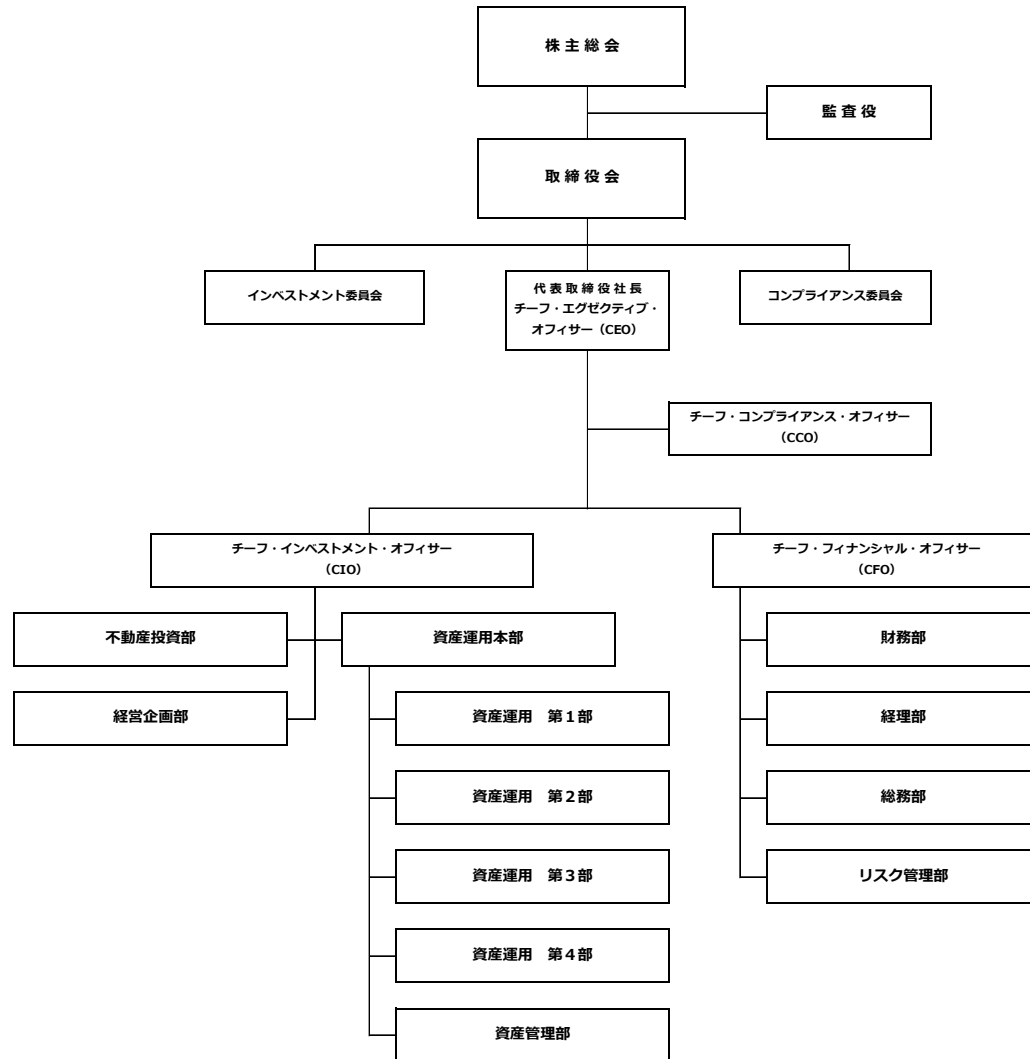 株 主 総 会
監 査 役
取 締 役 会
インベストメント委員会
代 表 取 締 役 社 長
チーフ・エグゼクティブ・
オフィサー（CEO）
コンプライアンス委員会
チーフ・コンプライアンス・オフィサー
（CCO）
チーフ・インベストメント・オフィサー
（CIO）
チーフ・フィナンシャル・オフィサー
（CFO）
不動産投資部
資産運用本部
財務部
経営企画部
資産運用　第１部
経理部
資産運用　第２部
総務部
資産運用　第３部
リスク管理部
資産運用　第４部
資産管理部